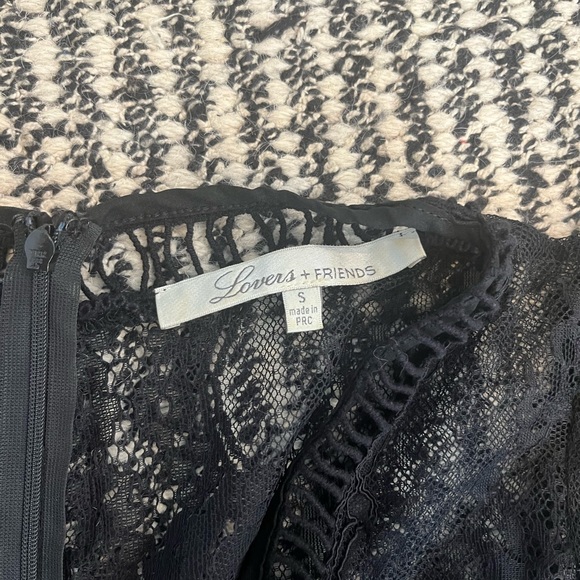 Lovers + FRIENDS
S
made in
PRC